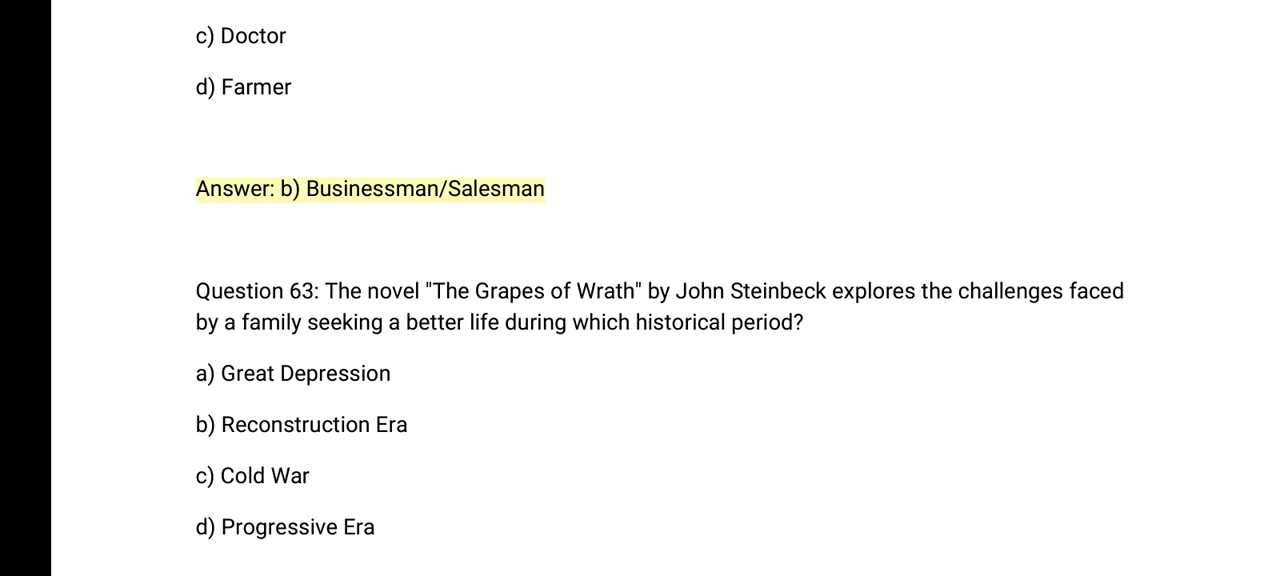 c) Doctor
d) Farmer
Answer: b) Businessman/Salesman
Question 63: The novel "The Grapes of Wrath" by John Steinbeck explores the challenges faced
by a family seeking a better life during which historical period?
a) Great Depression
b) Reconstruction Era
c) Cold War
d) Progressive Era